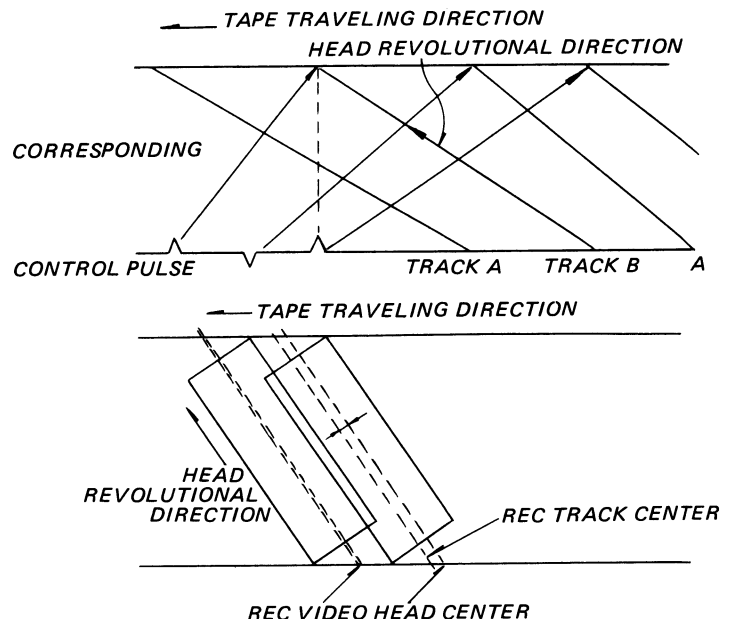 TAPE TRAVELING DIRECTION
HEAD REVOLUTIONAL DIRECTION
CORRESPONDING
CONTROL PULSE
TRACK A
TRACK B
A
TAPE TRAVELING DIRECTION
HEAD
REVOLUTIONAL
DIRECTION
REC TRACK CENTER
REC VIDEO HEAD CENTER